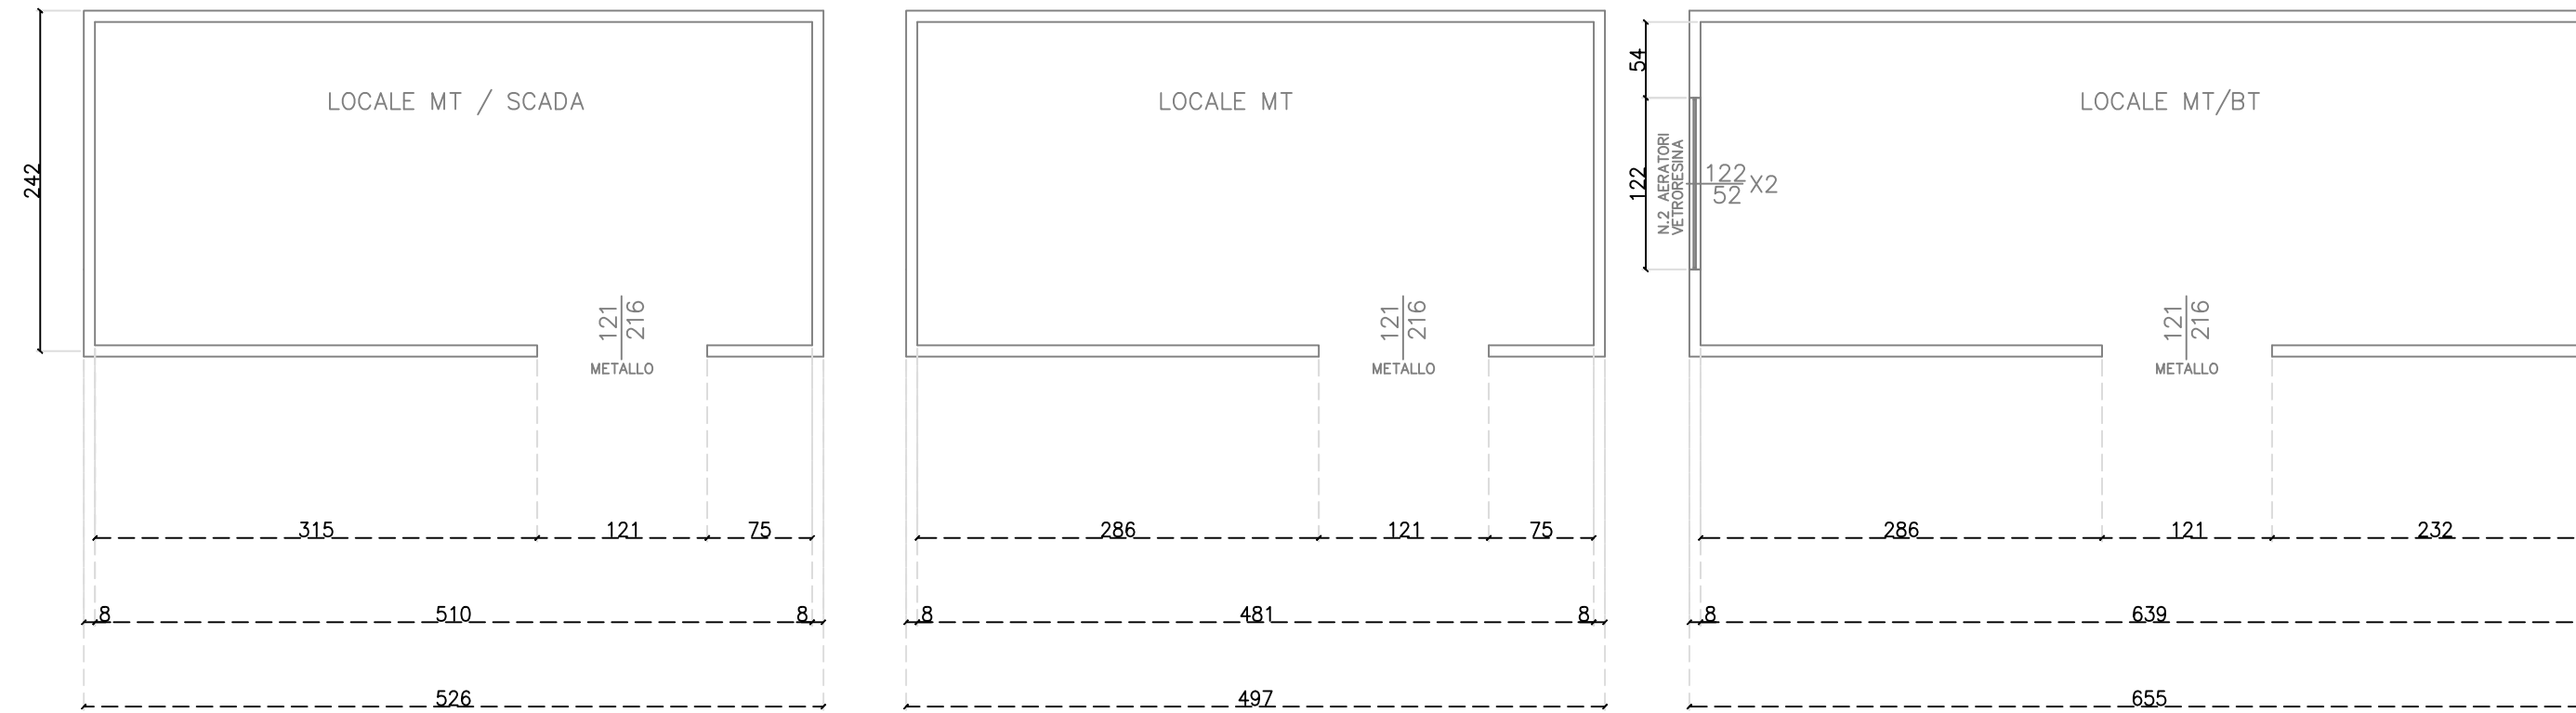 LOCALE MT / SCADA
LOCALE MT
LOCALE MT/BT
242
54
122
N.2 AERATORI
VETRORESINA
122
52
X2
121
216
METALLO
121
216
METALLO
121
216
METALLO
315 121 75
286 121 75
286 121 232
8 510 8
8 481 8
8 639
526
497
655